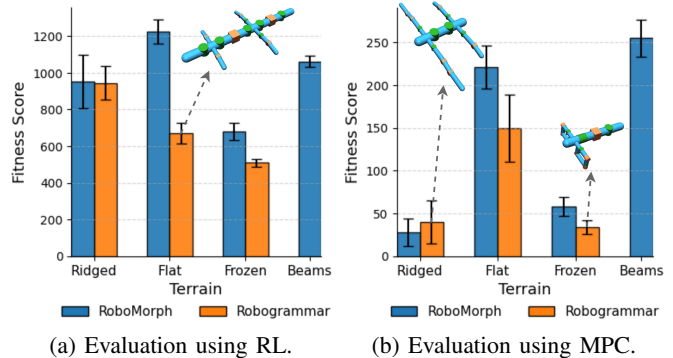 Fitness Score
1200
1000
800
600
400
200
0
Ridged Flat Frozen Beams
Terrain
RoboMorph Robogrammar
(a) Evaluation using RL.
Fitness Score
250
200
150
100
50
0
Ridged Flat Frozen Beams
Terrain
RoboMorph Robogrammar
(b) Evaluation using MPC.